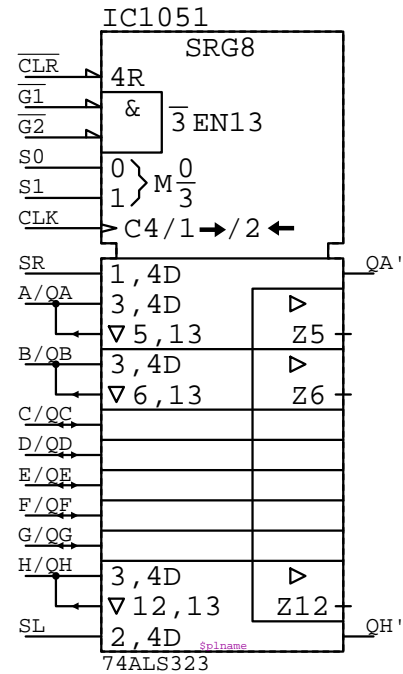 IC1051
SRG8
CLR
4R
G1
&
3 EN13
G2
S0
0
} M 0/3
S1
1
CLK
C4/1→/2←
SR
1,4D
QA'
A/QA
3,4D
▷
▽5,13
Z5
B/QB
3,4D
▷
▽6,13
Z6
C/QC
D/QD
E/QE
F/QF
G/QG
H/QH
3,4D
▷
▽12,13
Z12
SL
2,4D
$plname
QH'
74ALS323